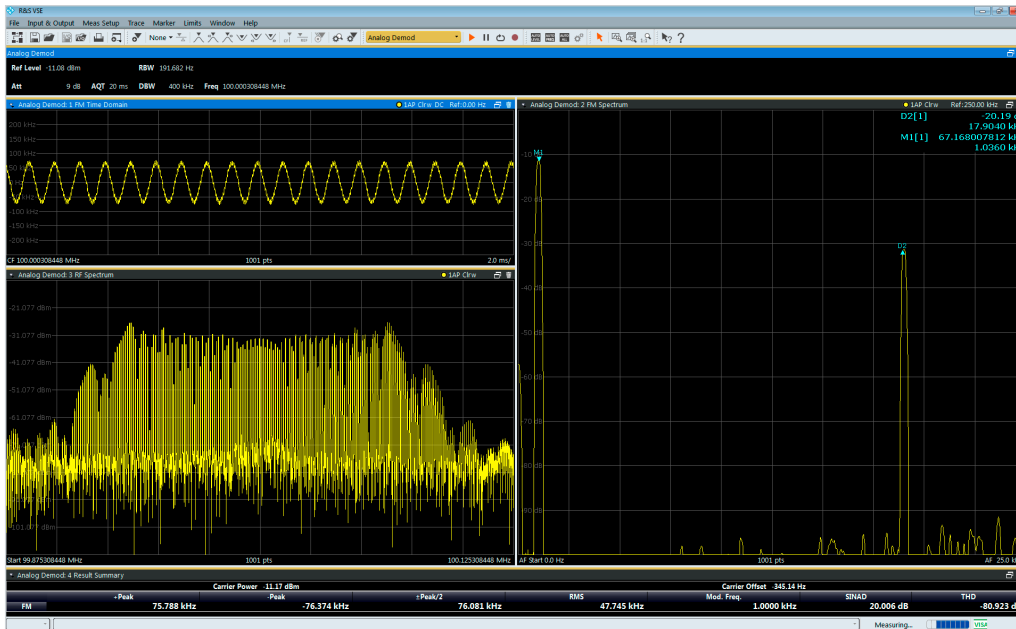 R&S VSE
File Input & Output Meas Setup Trace Marker Limits Window Help
None
Analog Demod
Analog Demod
Ref Level -11.08 dBm RBW 191.682 Hz
Att 9 dB AQT 20 ms DBW 400 kHz Freq 100.000308448 MHz
Analog Demod: 1 FM Time Domain
1AP Clrw DC Ref:0.00 Hz
200 kHz
150 kHz
100 kHz
-100 kHz
-150 kHz
-200 kHz
CF 100.000308448 MHz 1001 pts 2.0 ms/
Analog Demod: 3 RF Spectrum
1AP Clrw
-21.077 dBm
-31.077 dBm
-41.077 dBm
-51.077 dBm
-61.077 dBm
Start 99.875308448 MHz 1001 pts 100.125308448 MHz
Analog Demod: 2 FM Spectrum
1AP Clrw Ref:250.00 kHz
D2[1] -20.19
17.9040
M1[1] 67.168007812
1.0360
M1
-10
D2
AF Start 0.0 Hz 1001 pts AF 25.0
Analog Demod: 4 Result Summary
Carrier Power -11.17 dBm Carrier Offset -345.14 Hz
+Peak -Peak ±Peak/2 RMS Mod. Freq. SINAD THD
FM 75.788 kHz -76.374 kHz 76.081 kHz 47.745 kHz 1.0000 kHz 20.006 dB -80.923
Measuring...
VISA